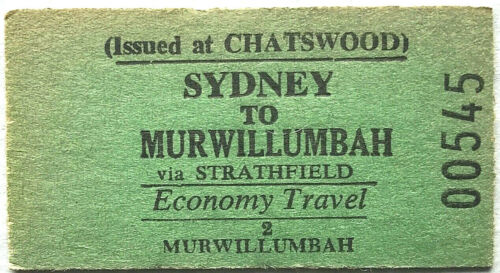 (Issued at CHATSWOOD)
SYDNEY
TO
MURWILLUMBAH
via STRATHFIELD
Economy Travel
2
MURWILLUMBAH
00545